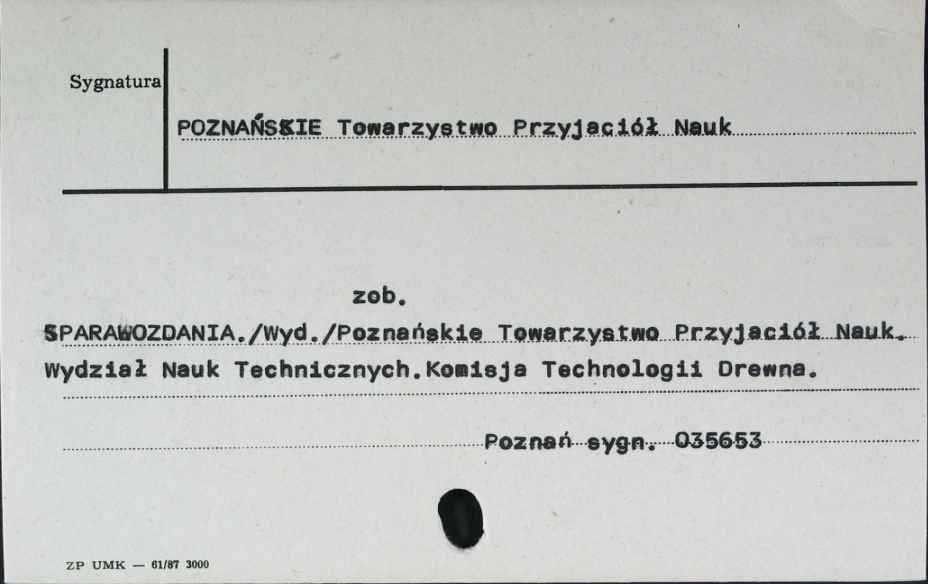 Sygnatura
POZNAŃSKIE Towarzystwo Przyjaciół Nauk
zob.
SPARAWOZDANIA./Wyd./Poznańskie Towarzystwo Przyjaciół Nauk.
Wydział Nauk Technicznych.Komisja Technologii Drewna.
Poznań sygn. 035653
ZP UMK — 61/87 3000